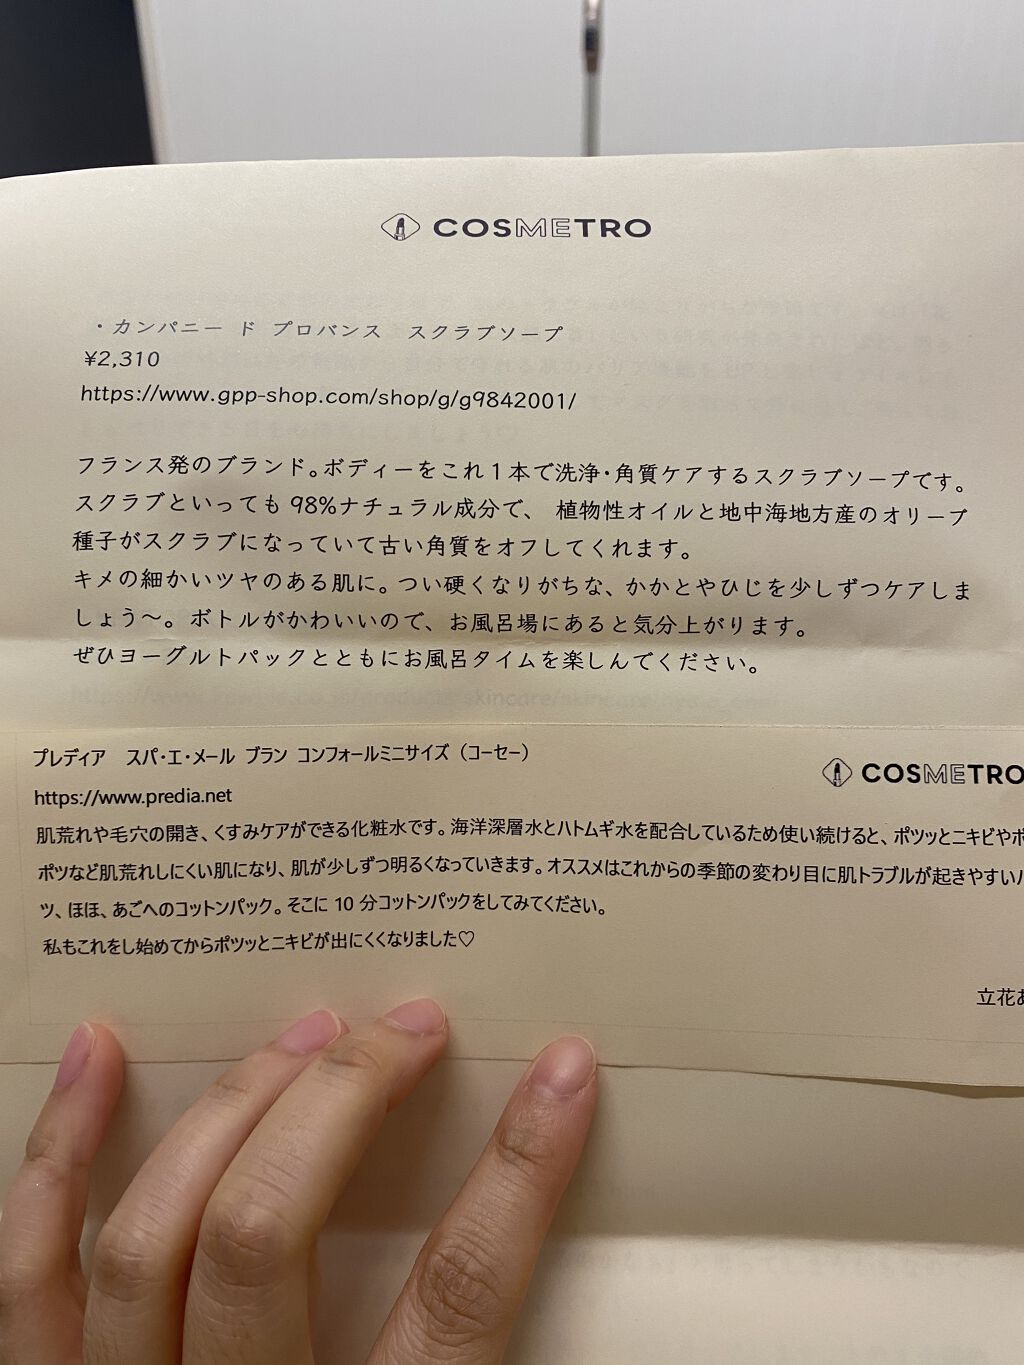 COSMETRO
・カンパニー ド プロバンス　スクラブソープ
¥2,310
https://www.gpp-shop.com/shop/g/g9842001/
フランス発のブランド。ボディーをこれ1本で洗浄・角質ケアするスクラブソープです。
スクラブといっても 98%ナチュラル成分で、 植物性オイルと地中海地方産のオリーブ
種子がスクラブになっていて古い角質をオフしてくれます。
キメの細かいツヤのある肌に。つい硬くなりがちな、かかとやひじを少しずつケアしま
しょう〜。ボトルがかわいいので、お風呂場にあると気分上がります。
ぜひヨーグルトパックとともにお風呂タイムを楽しんでください。
プレディア　スパ・エ・メール ブラン コンフォールミニサイズ（コーセー）
COSMETRO
https://www.predia.net
肌荒れや毛穴の開き、くすみケアができる化粧水です。海洋深層水とハトムギ水を配合しているため使い続けると、ポツッとニキビやポ
ポツなど肌荒れしにくい肌になり、肌が少しずつ明るくなっていきます。オススメはこれからの季節の変わり目に肌トラブルが起きやすい
ツ、ほほ、あごへのコットンパック。そこに 10 分コットンパックをしてみてください。
私もこれをし始めてからポツッとニキビが出にくくなりました♡
立花あ